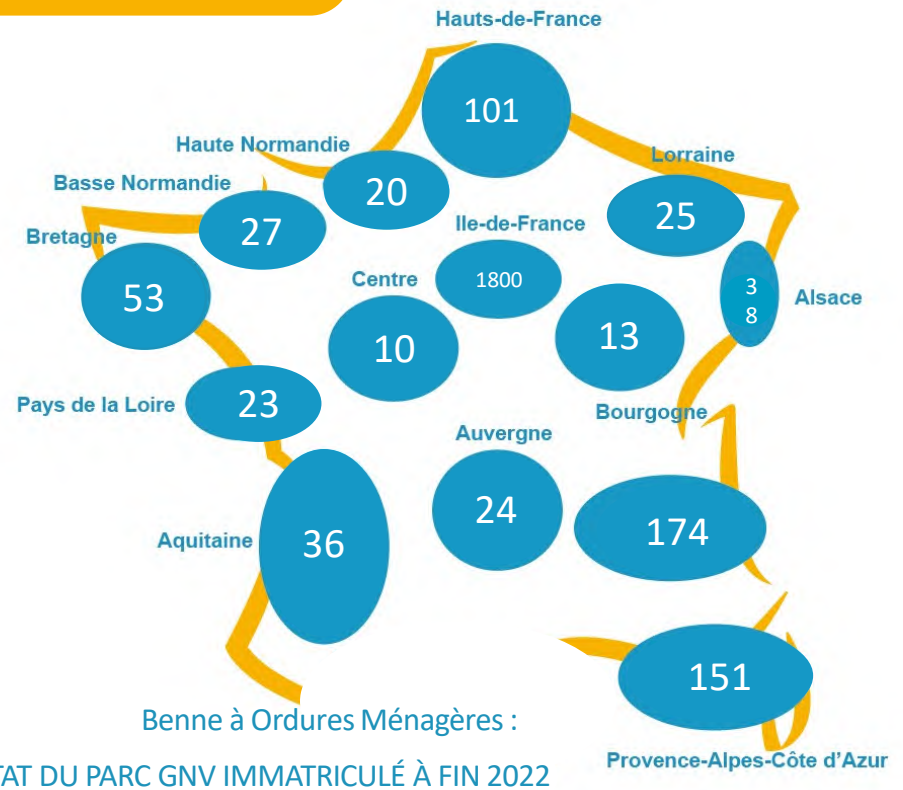 Hauts-de-France
101
Haute Normandie
20
Lorraine
25
Basse Normandie
27
Bretagne
53
Ile-de-France
1800
Centre
10
3
8
Alsace
13
Bourgogne
Pays de la Loire
23
Auvergne
24
174
Aquitaine
36
151
Provence-Alpes-Côte d'Azur
Benne à Ordures Ménagères :
TAT DU PARC GNV IMMATRICULÉ À FIN 2022